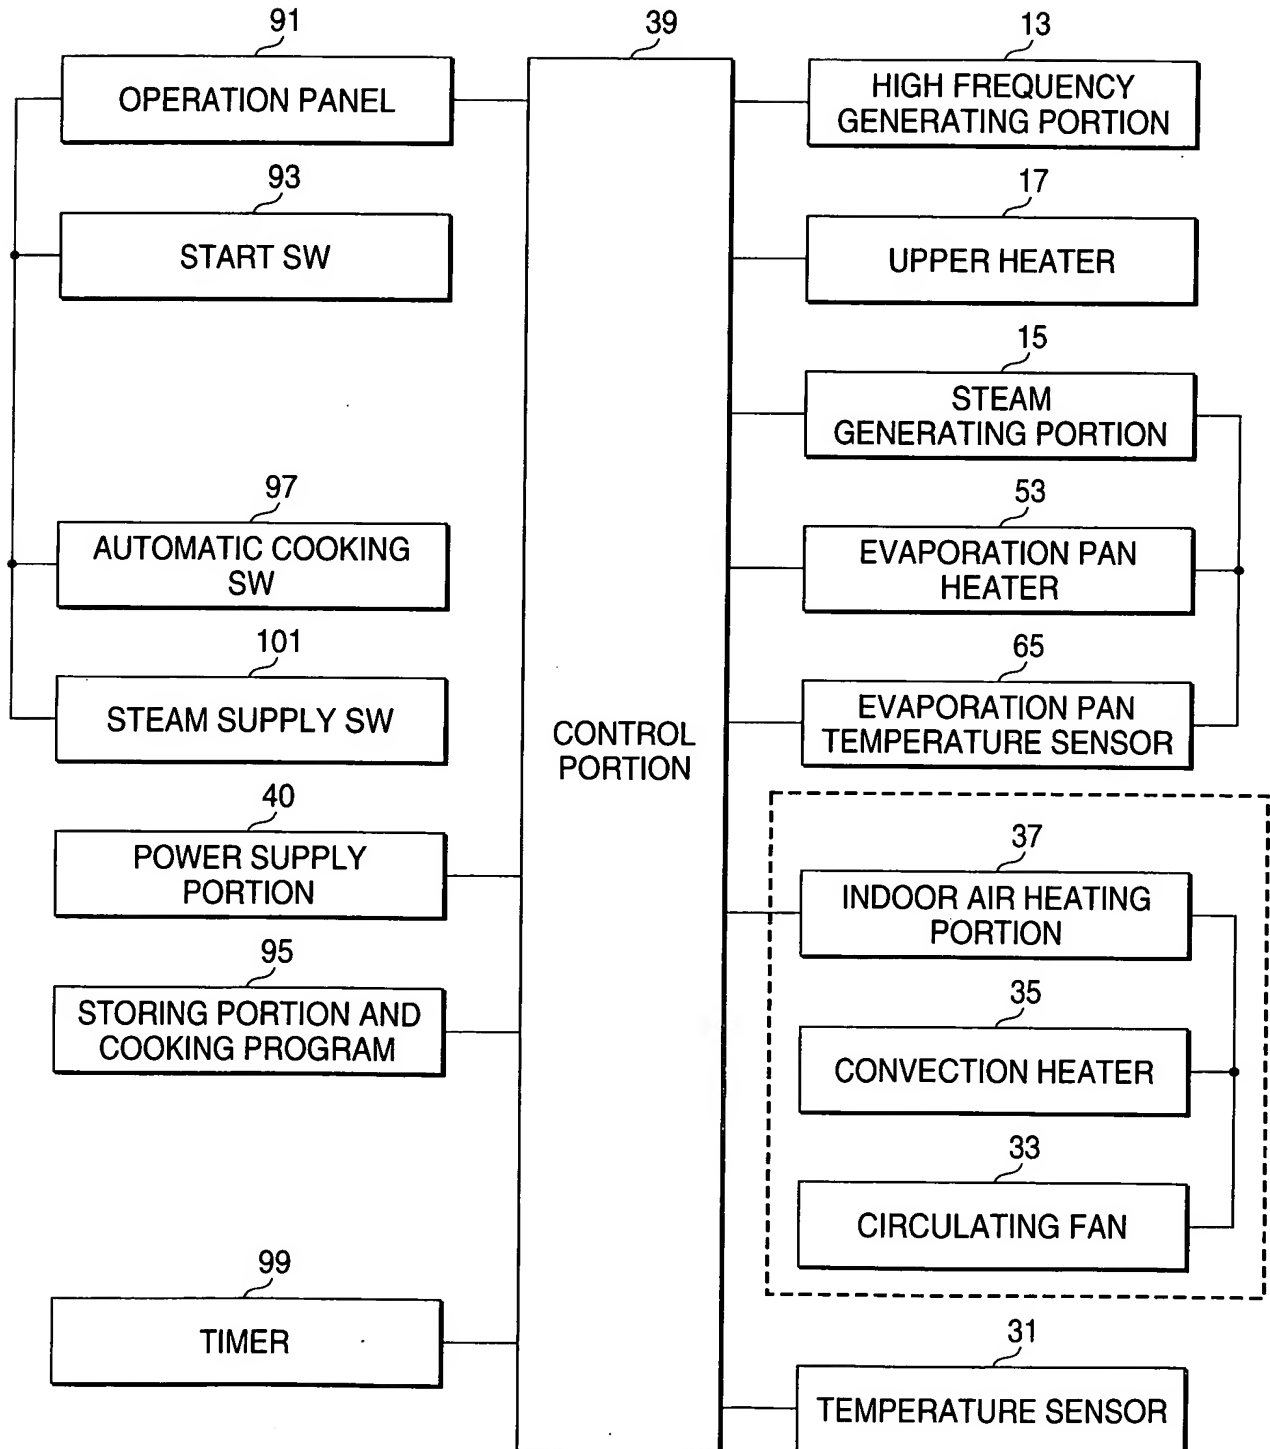 91
OPERATION PANEL
93
START SW
97
AUTOMATIC COOKING
SW
101
STEAM SUPPLY SW
40
POWER SUPPLY
PORTION
95
STORING PORTION AND
COOKING PROGRAM
99
TIMER
39
CONTROL
PORTION
13
HIGH FREQUENCY
GENERATING PORTION
17
UPPER HEATER
15
STEAM
GENERATING PORTION
53
EVAPORATION PAN
HEATER
65
EVAPORATION PAN
TEMPERATURE SENSOR
37
INDOOR AIR HEATING
PORTION
35
CONVECTION HEATER
33
CIRCULATING FAN
31
TEMPERATURE SENSOR